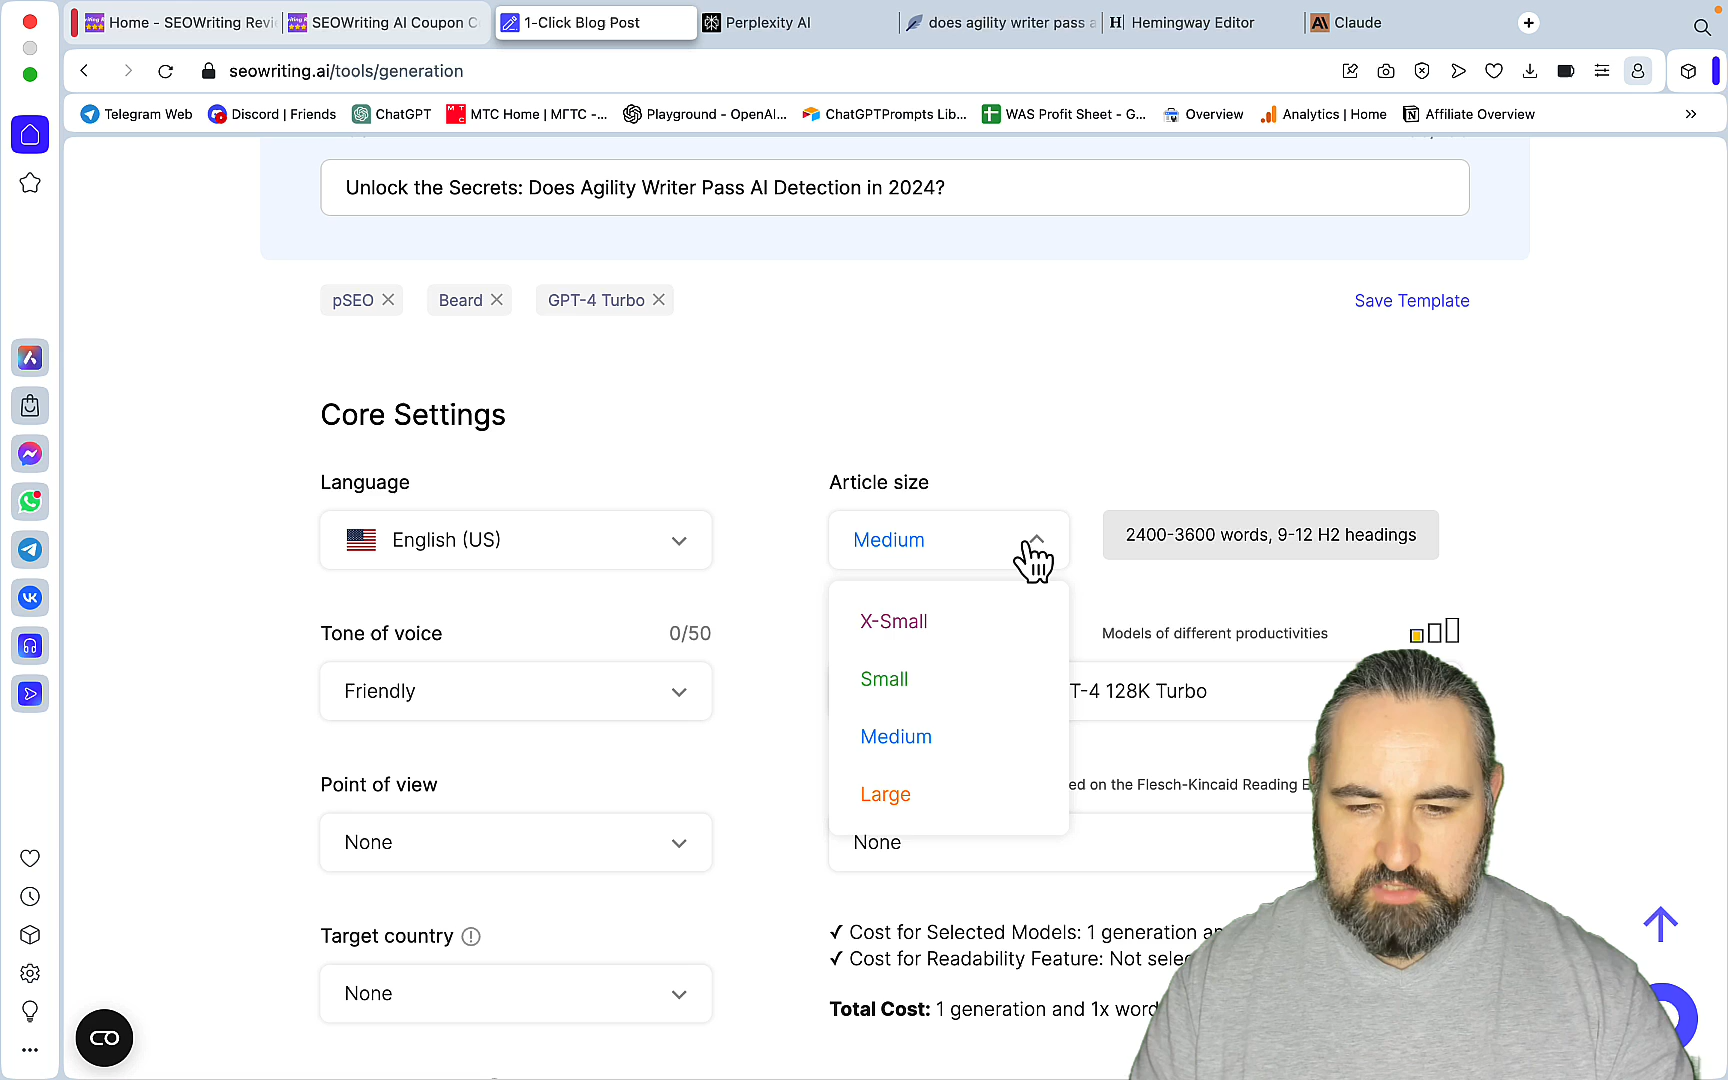 Home - SEOWriting Revi
SEOWriting AI Coupon C
1-Click Blog Post
Perplexity AI
does agility writer pass a
Hemingway Editor
Claude
seowriting.ai/tools/generation
Telegram Web
Discord | Friends
ChatGPT
MTC Home | МГТС -...
Playground - OpenAI...
ChatGPTPrompts Lib...
WAS Profit Sheet - G...
Overview
Analytics | Home
Affiliate Overview
Unlock the Secrets: Does Agility Writer Pass AI Detection in 2024?
pSEO
Beard
GPT-4 Turbo
Save Template
Core Settings
Language
Article size
English (US)
Medium
2400-3600 words, 9-12 H2 headings
X-Small
Small
Medium
Large
Tone of voice
0/50
Models of different productivities
Friendly
T-4 128K Turbo
Point of view
ed on the Flesch-Kincaid Reading E
None
None
Target country
✓ Cost for Selected Models: 1 generation an
✓ Cost for Readability Feature: Not selec
None
Total Cost: 1 generation and 1x word